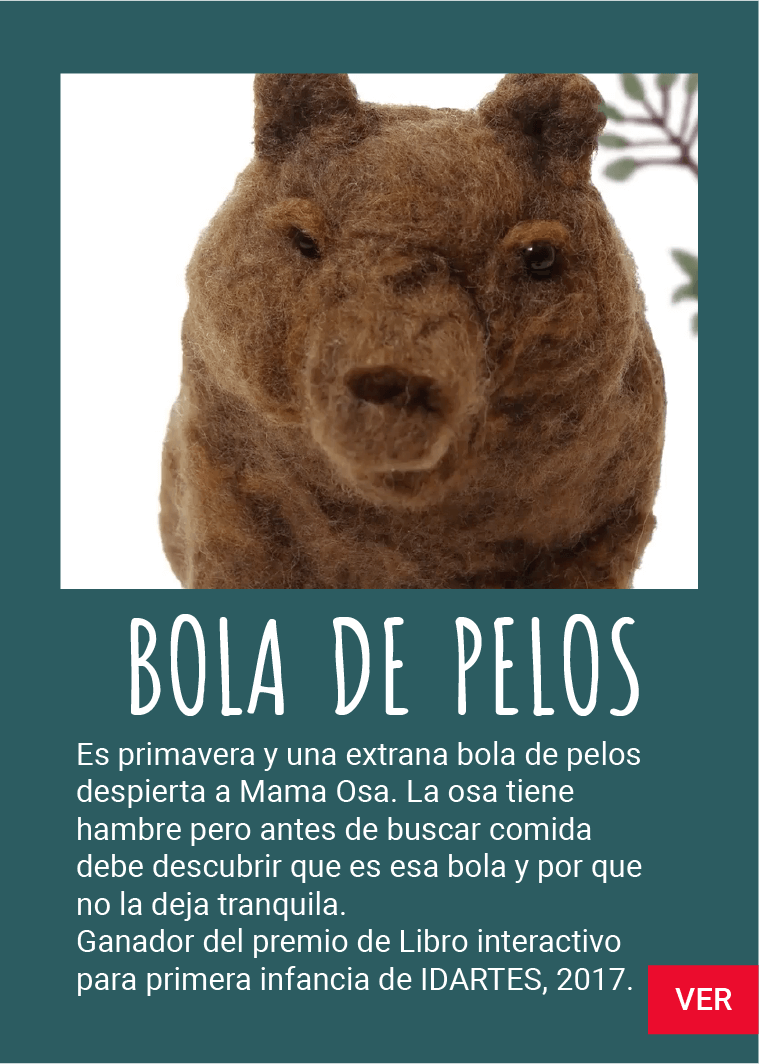 BOLA DE PELOS
Es primavera y una extrana bola de pelos
despierta a Mama Osa. La osa tiene
hambre pero antes de buscar comida
debe descubrir que es esa bola y por que
no la deja tranquila.
Ganador del premio de Libro interactivo
para primera infancia de IDARTES, 2017.
VER